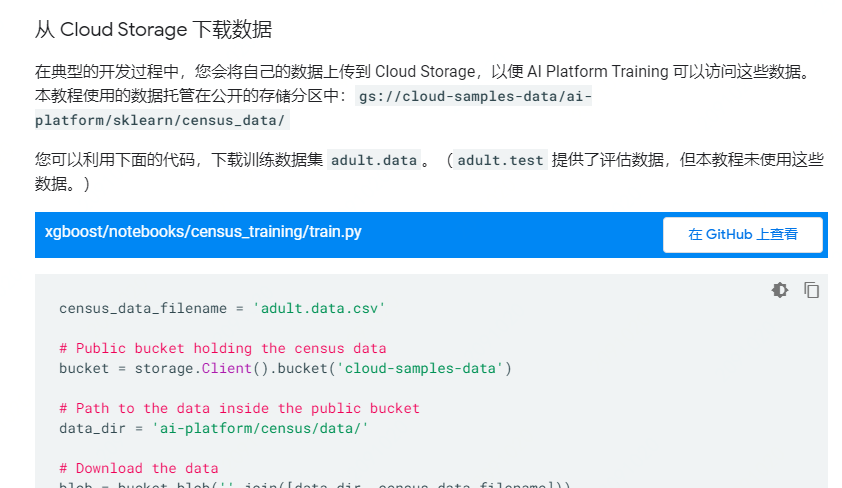 从 Cloud Storage 下载数据
在典型的开发过程中，您会将自己的数据上传到 Cloud Storage，以便 AI Platform Training 可以访问这些数据。
本教程使用的数据托管在公开的存储分区中：gs://cloud-samples-data/ai-
platform/sklearn/census_data/
您可以利用下面的代码，下载训练数据集 adult.data。（adult.test 提供了评估数据，但本教程未使用这些
数据。）
xgboost/notebooks/census_training/train.py
在 GitHub 上查看
census_data_filename = 'adult.data.csv'
# Public bucket holding the census data
bucket = storage.Client().bucket('cloud-samples-data')
# Path to the data inside the public bucket
data_dir = 'ai-platform/census/data/'
# Download the data
blob = bucket.blob(''.join([data_dir, census_data_filename]))